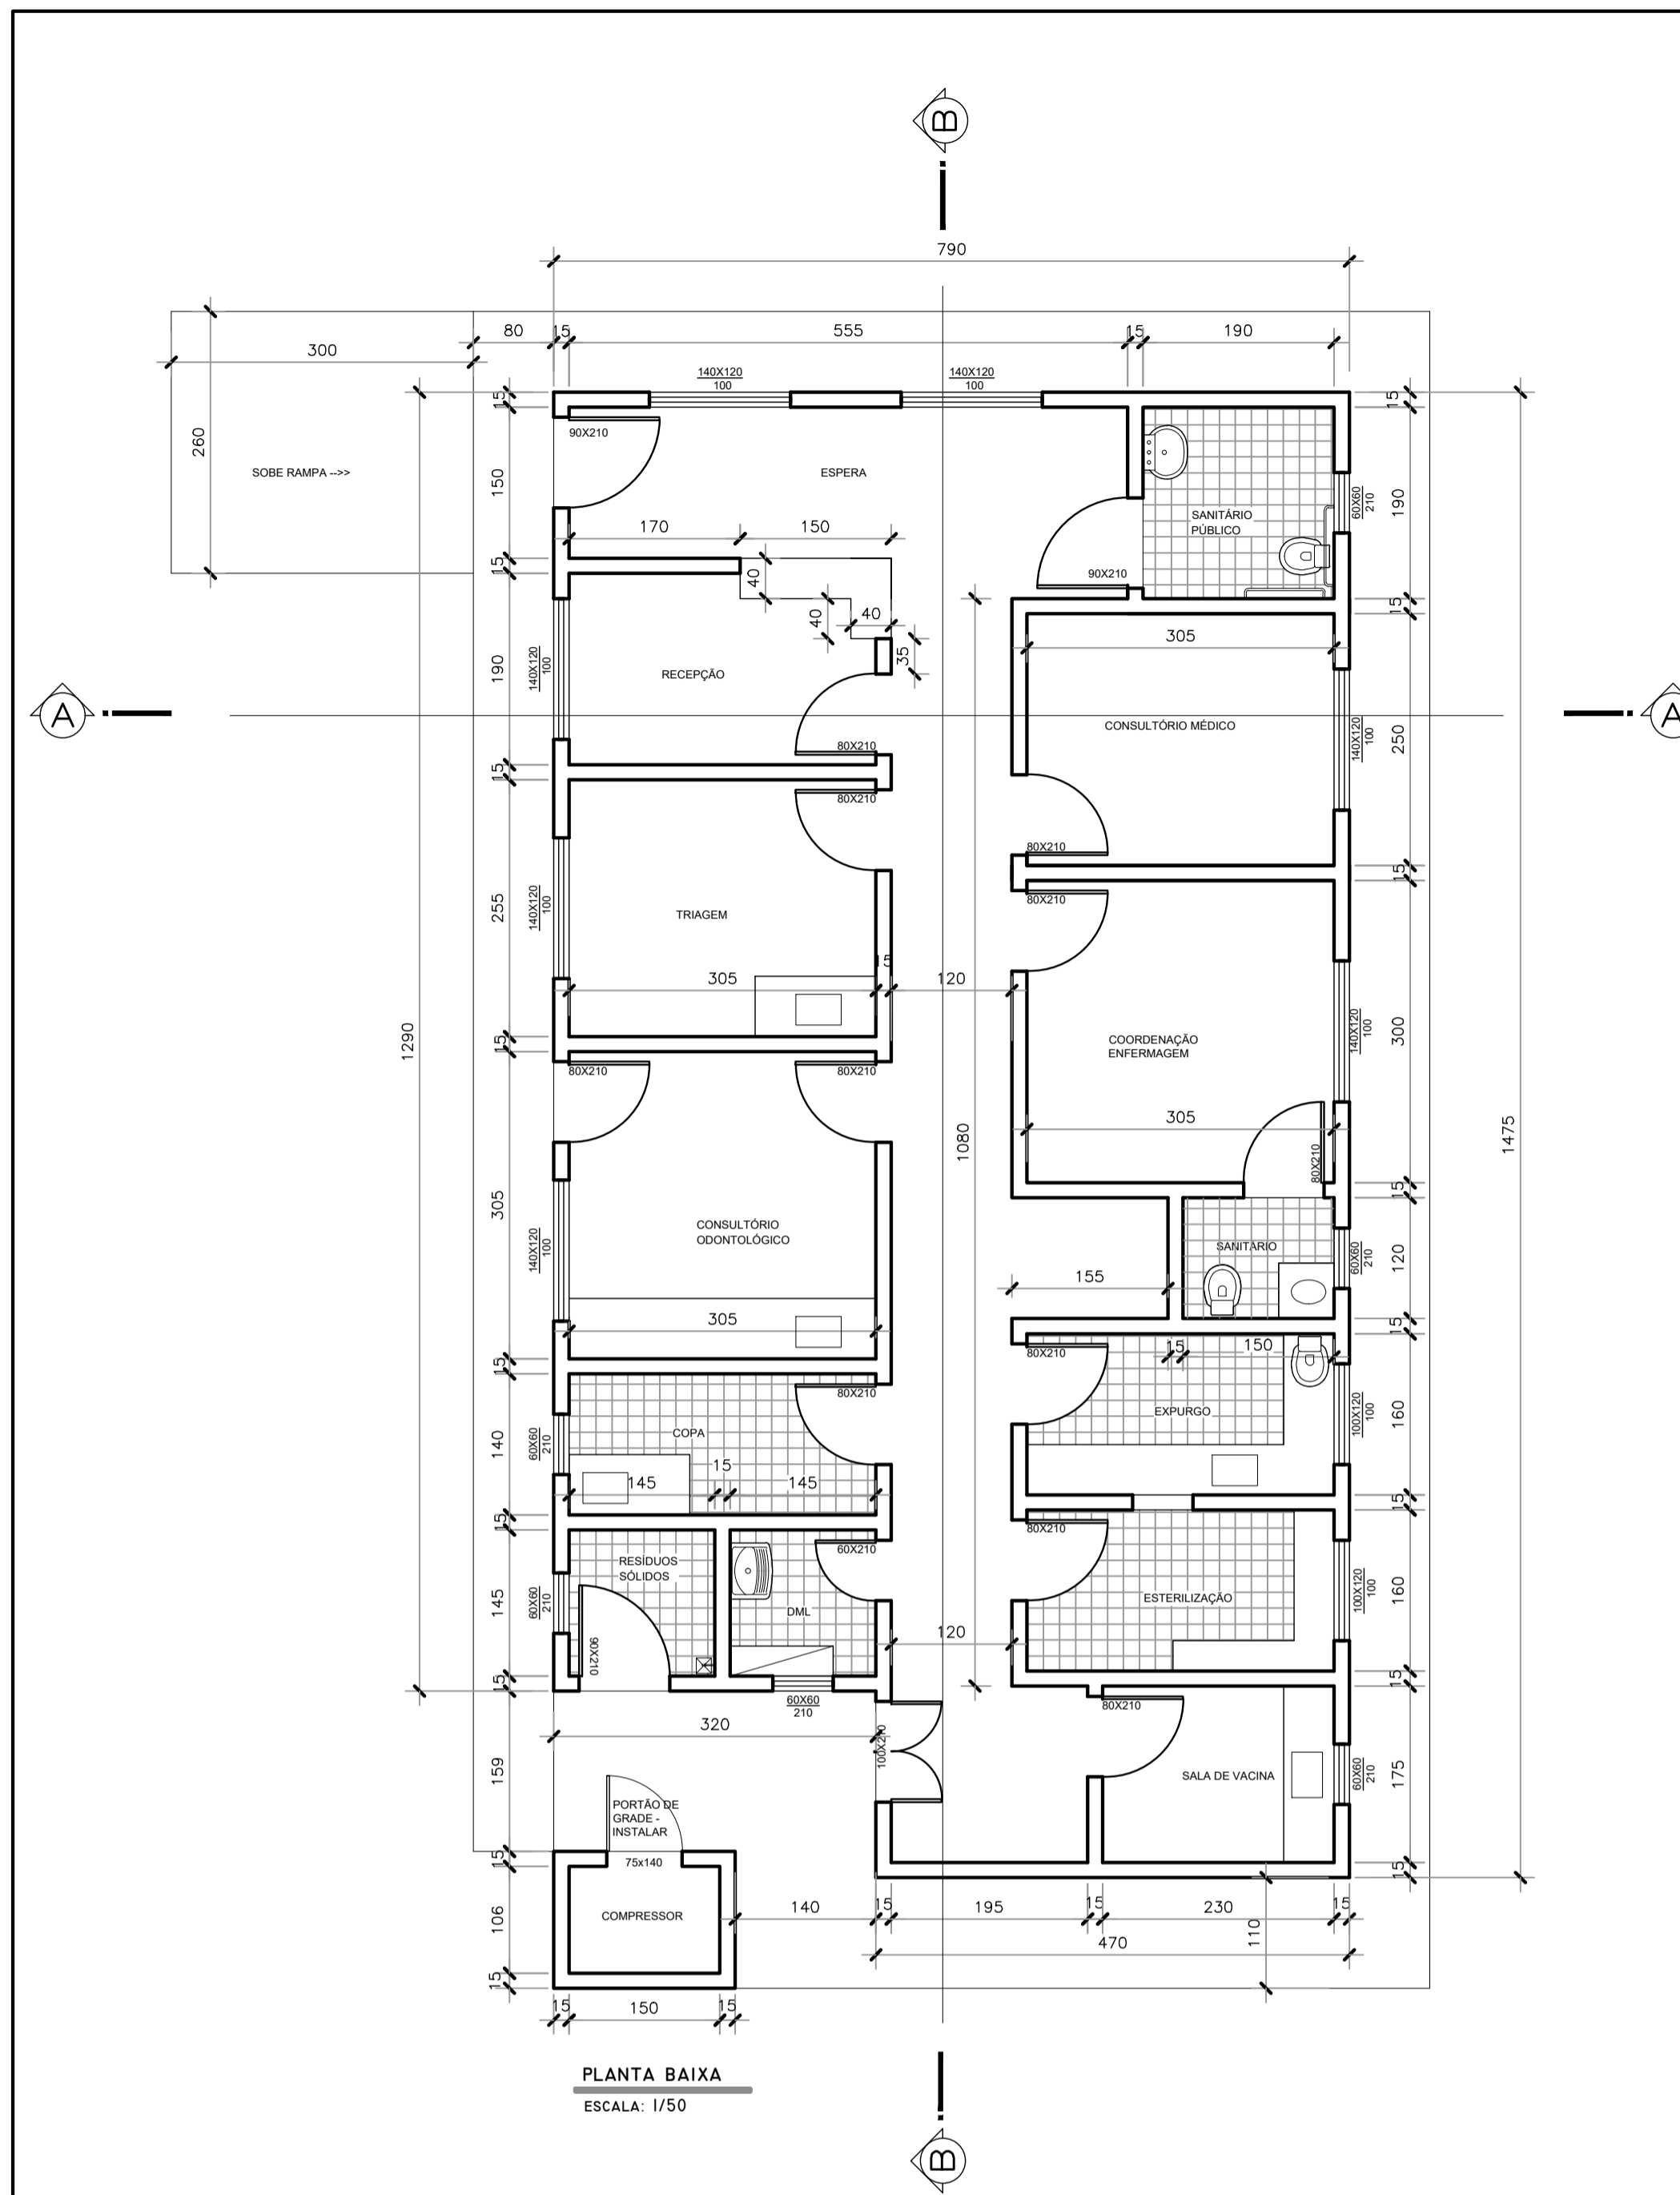 B
790
80
15
555
15
190
300
140X120
100
140X120
100
15
15
260
90X210
SOBE RAMPA -->>
150
ESPERA
SANITÁRIO
PÚBLICO
60X60
210
190
170
150
15
40
90X210
40
40
15
305
35
190
140X120
100
RECEPÇÃO
A
A
CONSULTÓRIO MÉDICO
140X120
100
250
80X210
15
80X210
80X210
15
80X210
255
140X120
100
TRIAGEM
15
305
120
1290
15
COORDENAÇÃO
ENFERMAGEM
140X120
100
300
80X210
80X210
305
1080
1475
80X210
15
305
140X120
100
CONSULTÓRIO
ODONTOLÓGICO
SANITÁRIO
60X60
210
120
155
305
15
15
80X210
15
150
80X210
140
60X60
210
COPA
EXPURGO
100X120
100
160
145
15
145
15
15
80X210
60X210
RESÍDUOS
SÓLIDOS
145
60X60
210
DML
ESTERILIZAÇÃO
100X120
100
160
90X210
120
15
15
60X60
210
80X210
320
100X210
159
SALA DE VACINA
60X60
210
175
PORTÃO DE
GRADE -
INSTALAR
15
75x140
15
106
COMPRESSOR
140
15
195
15
230
15
470
110
15
15
150
15
PLANTA BAIXA
ESCALA: 1/50
B